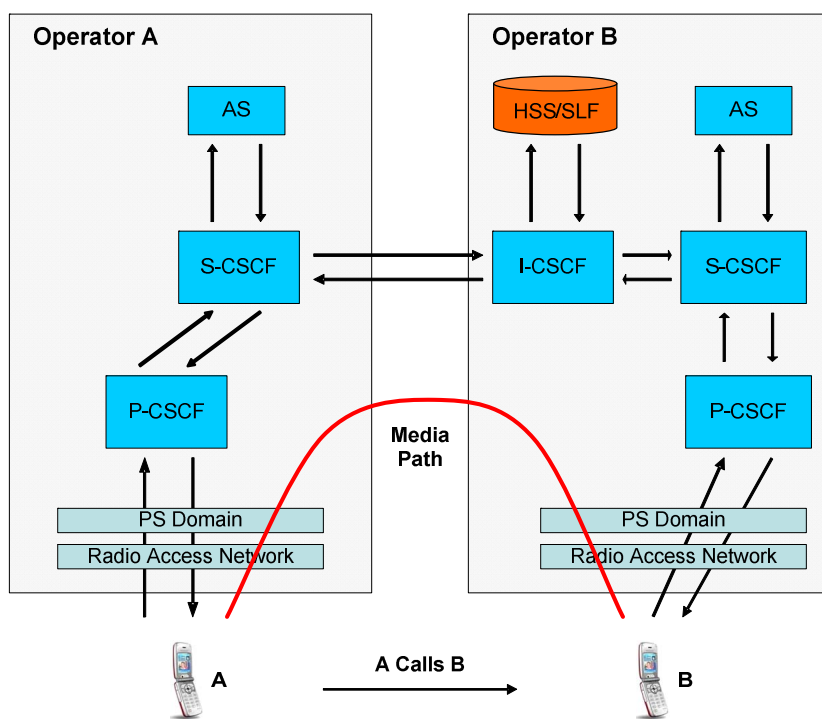 Operator A
Operator B
AS
HSS/SLF
AS
S-CSCF
I-CSCF
S-CSCF
P-CSCF
P-CSCF
Media
Path
PS Domain
PS Domain
Radio Access Network
Radio Access Network
A
A Calls B
B